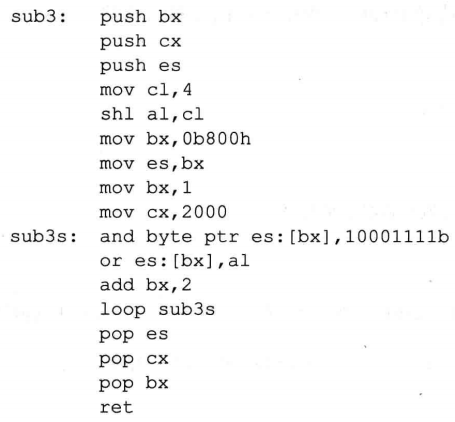 sub3: push bx
push cx
push es
mov cl,4
shl al,cl
mov bx,0b800h
mov es,bx
mov bx,1
mov cx,2000
sub3s: and byte ptr es:[bx],10001111b
or es:[bx],al
add bx,2
loop sub3s
pop es
pop cx
pop bx
ret